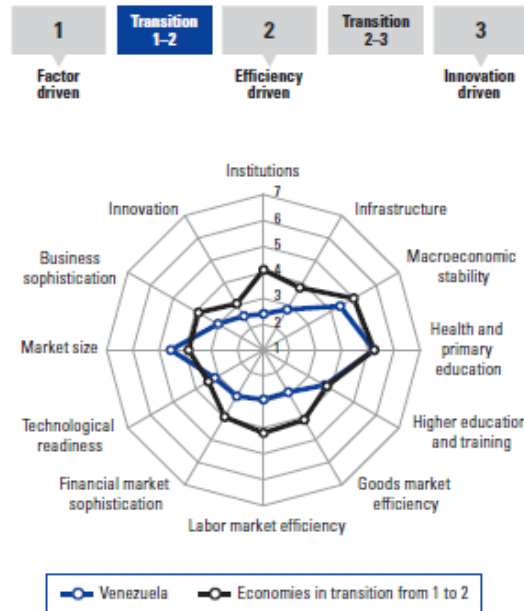 1
Transition
1–2
2
Transition
2–3
3
Factor
driven
Efficiency
driven
Innovation
driven
Institutions
7
Innovation
Infrastructure
6
5
Business
sophistication
Macroeconomic
stability
4
3
2
Market size
1
Health and
primary
education
Technological
readiness
Higher education
and training
Financial market
sophistication
Goods market
efficiency
Labor market efficiency
Venezuela
Economies in transition from 1 to 2